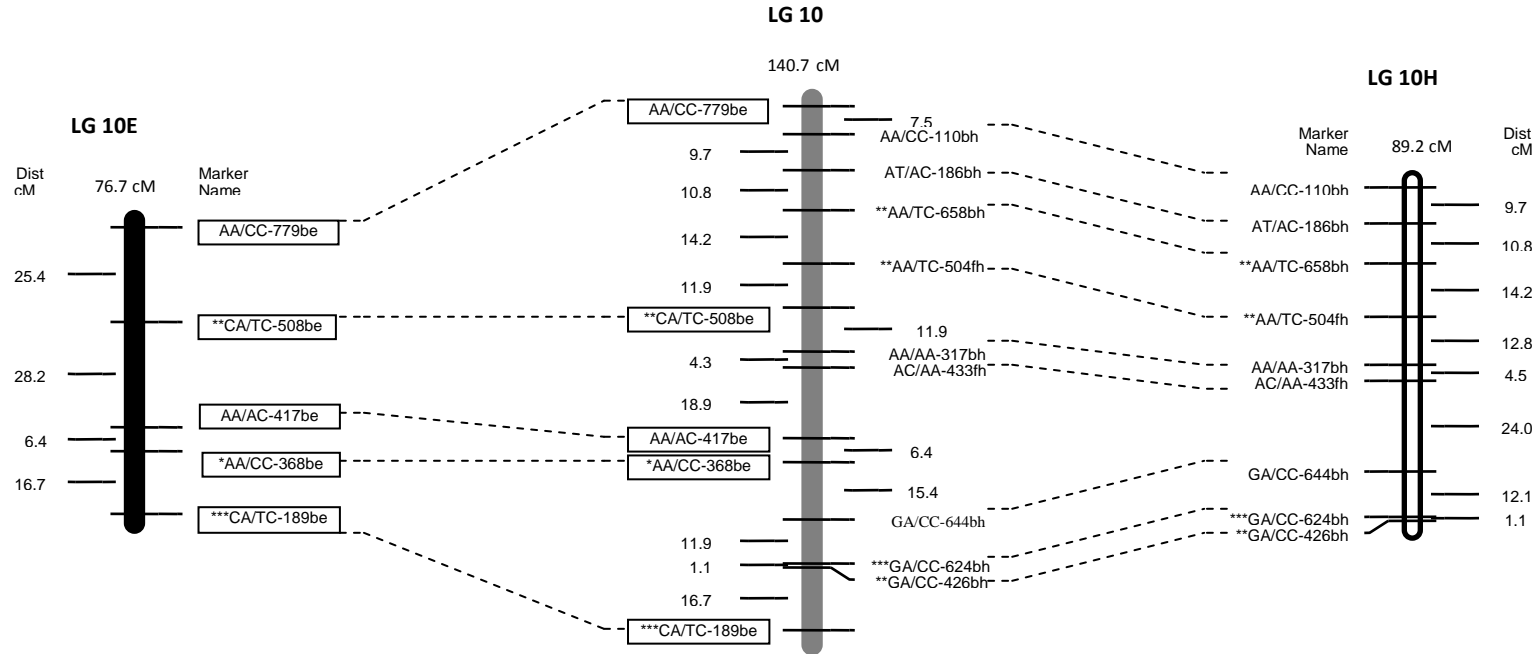 LG 10
140.7 cM
LG 10E
Dist
cM
76.7 cM
Marker
Name
AA/CC-779be
25.4
**CA/TC-508be
28.2
AA/AC-417be
6.4
*AA/CC-368be
16.7
***CA/TC-189be
AA/CC-779be
7.5
AA/CC-110bh
9.7
AT/AC-186bh
10.8
**AA/TC-658bh
14.2
**AA/TC-504fh
11.9
**CA/TC-508be
11.9
AA/AA-317bh
4.3
AC/AA-433fh
18.9
AA/AC-417be
6.4
*AA/CC-368be
15.4
GA/CC-644bh
11.9
***GA/CC-624bh
1.1
**GA/CC-426bh
16.7
***CA/TC-189be
LG 10H
Marker
Name
89.2 cM
Dist
cM
AA/CC-110bh
9.7
AT/AC-186bh
10.8
**AA/TC-658bh
14.2
**AA/TC-504fh
12.8
AA/AA-317bh
4.5
AC/AA-433fh
24.0
GA/CC-644bh
12.1
***GA/CC-624bh
1.1
**GA/CC-426bh